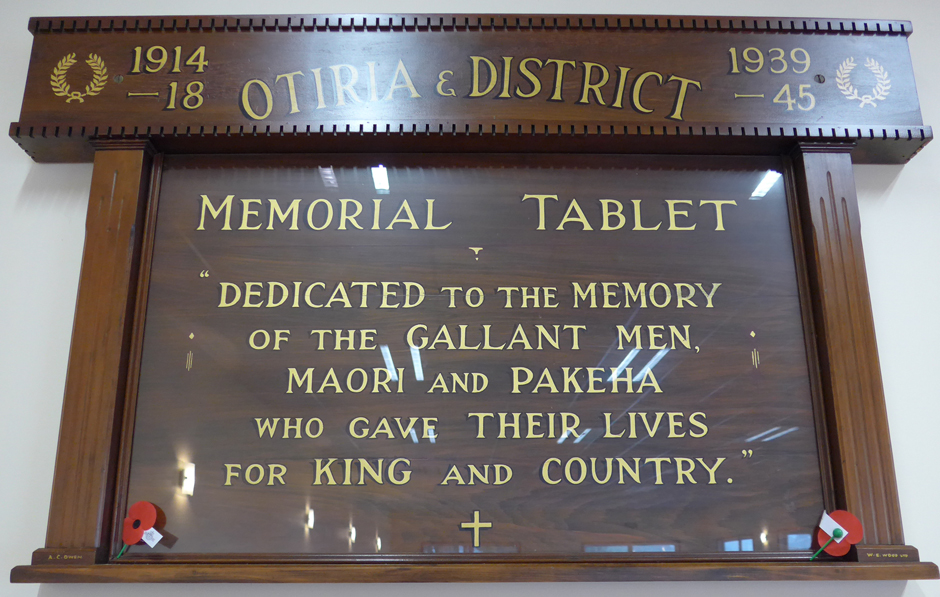 1914
—18
OTIRIA & DISTRICT
1939
—45
MEMORIAL TABLET
“DEDICATED TO THE MEMORY
OF THE GALLANT MEN,
MAORI AND PAKEHA
WHO GAVE THEIR LIVES
FOR KING AND COUNTRY.”